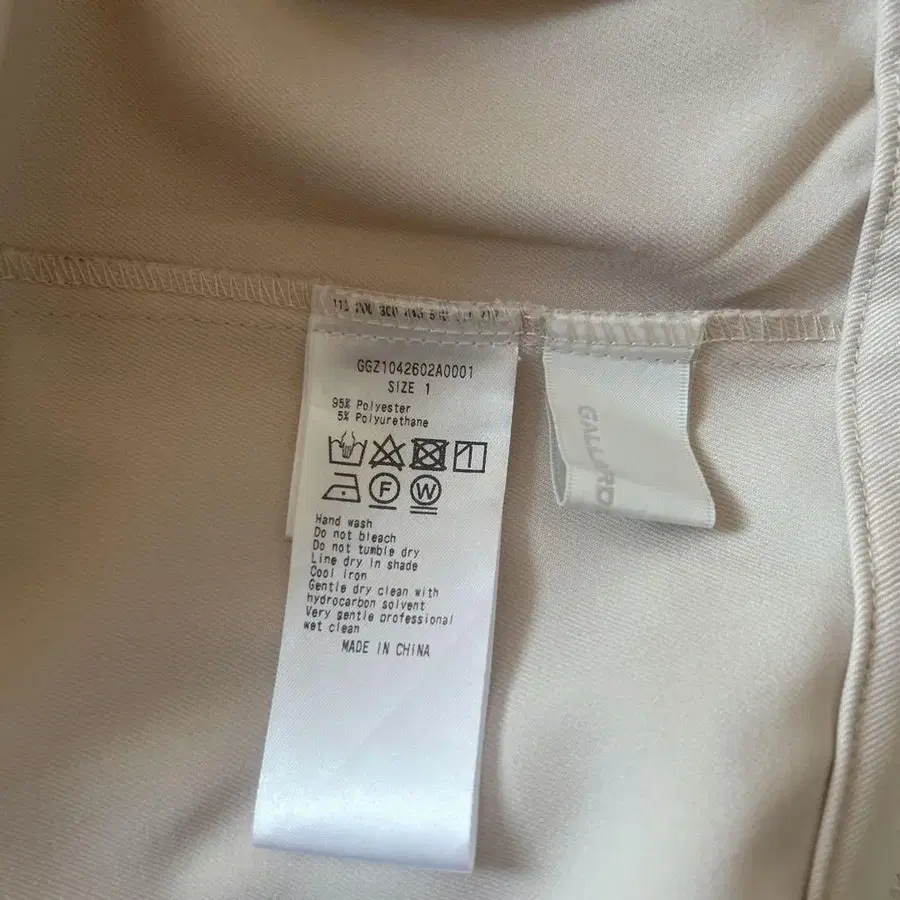 GGZ1042602A0001
SIZE 1
95% Polyester
5% Polyurethane
F W
Hand wash
Do not bleach
Do not tumble dry
Line dry in shade
Cool iron
Gentle dry clean with
hydrocarbon solvent
Very gentle professional
wet clean
MADE IN CHINA